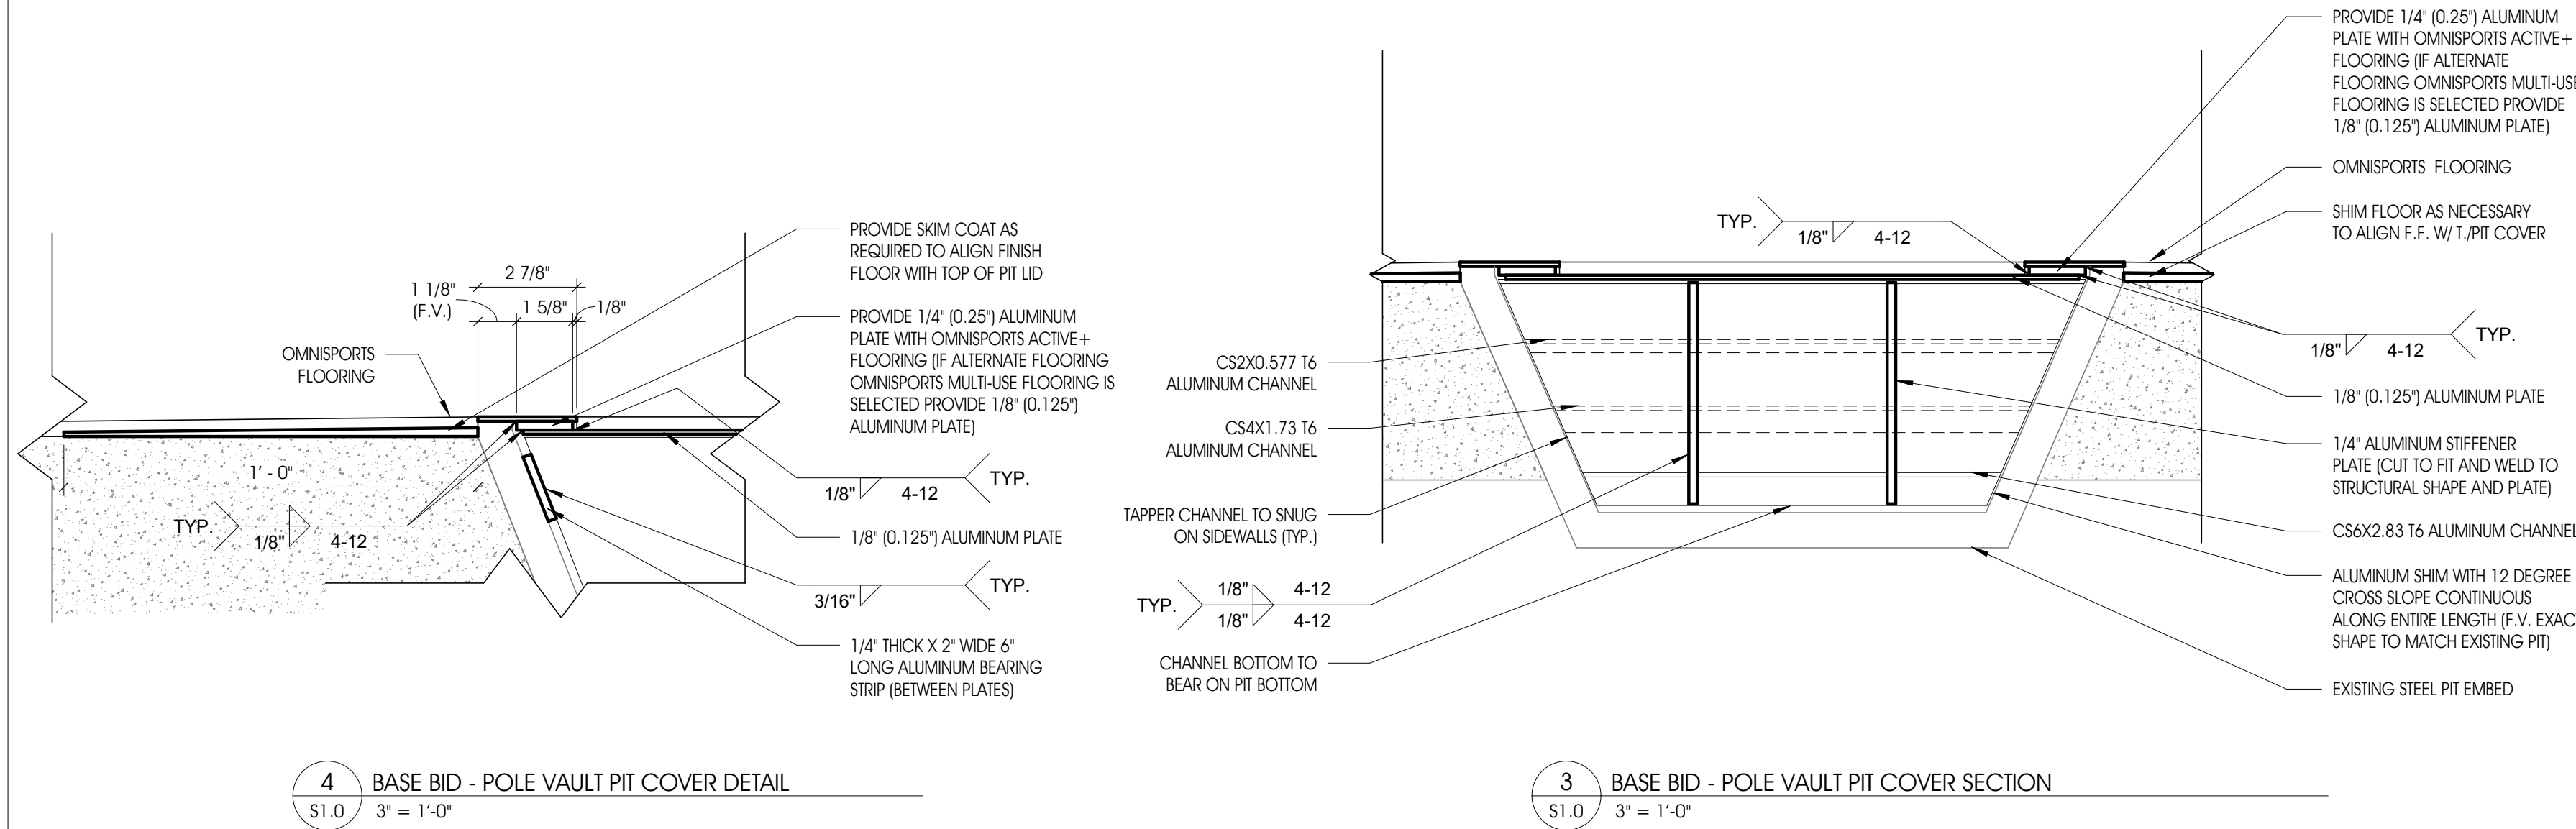 2 7/8"
1 1/8"
(F.V.)
1 5/8"
1/8"
OMNISPORTS
FLOORING
1' - 0"
TYP.
1/8"
4-12
PROVIDE SKIM COAT AS
REQUIRED TO ALIGN FINISH
FLOOR WITH TOP OF PIT LID
PROVIDE 1/4" (0.25") ALUMINUM
PLATE WITH OMNISPORTS ACTIVE+
FLOORING (IF ALTERNATE FLOORING
OMNISPORTS MULTI-USE FLOORING IS
SELECTED PROVIDE 1/8" (0.125")
ALUMINUM PLATE)
TYP.
1/8"
4-12
1/8" (0.125") ALUMINUM PLATE
TYP.
3/16"
1/4" THICK X 2" WIDE 6"
LONG ALUMINUM BEARING
STRIP (BETWEEN PLATES)
4
S1.0
BASE BID - POLE VAULT PIT COVER DETAIL
3" = 1'-0"
TYP.
1/8"
4-12
CS2X0.577 T6
ALUMINUM CHANNEL
CS4X1.73 T6
ALUMINUM CHANNEL
TAPPER CHANNEL TO SNUG
ON SIDEWALLS (TYP.)
TYP.
1/8" 4-12
1/8" 4-12
CHANNEL BOTTOM TO
BEAR ON PIT BOTTOM
PROVIDE 1/4" (0.25") ALUMINUM
PLATE WITH OMNISPORTS ACTIVE+
FLOORING (IF ALTERNATE
FLOORING OMNISPORTS MULTI-USE
FLOORING IS SELECTED PROVIDE
1/8" (0.125") ALUMINUM PLATE)
OMNISPORTS FLOORING
SHIM FLOOR AS NECESSARY
TO ALIGN F.F. W/ T./PIT COVER
TYP.
1/8"
4-12
1/8" (0.125") ALUMINUM PLATE
1/4" ALUMINUM STIFFENER
PLATE (CUT TO FIT AND WELD TO
STRUCTURAL SHAPE AND PLATE)
CS6X2.83 T6 ALUMINUM CHANNEL
ALUMINUM SHIM WITH 12 DEGREE
CROSS SLOPE CONTINUOUS
ALONG ENTIRE LENGTH (F.V. EXAC
SHAPE TO MATCH EXISTING PIT)
EXISTING STEEL PIT EMBED
3
S1.0
BASE BID - POLE VAULT PIT COVER SECTION
3" = 1'-0"